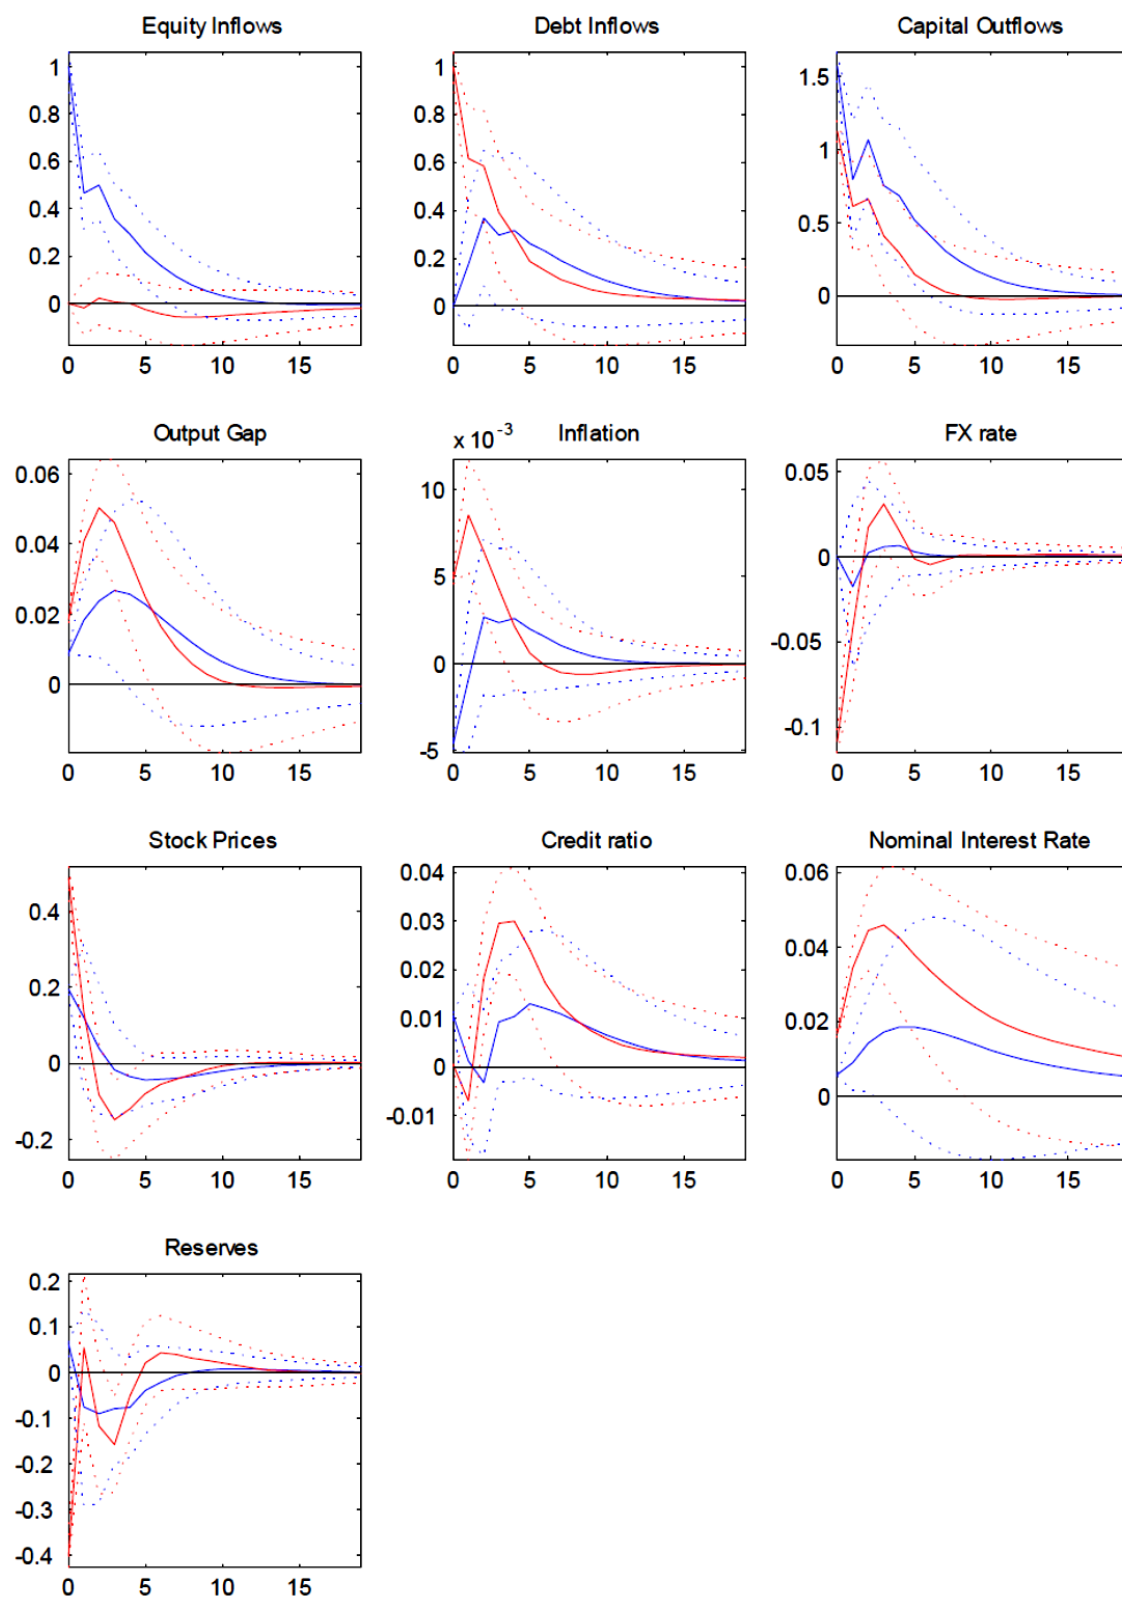 Equity Inflows
1
0.8
0.6
0.4
0.2
0
0 5 10 15
Debt Inflows
1
0.8
0.6
0.4
0.2
0
0 5 10 15
Capital Outflows
1.5
1
0.5
0
0 5 10 15
Output Gap
0.06
0.04
0.02
0
0 5 10 15
x 10^-3 Inflation
10
5
0
-5
0 5 10 15
FX rate
0.05
0
-0.05
-0.1
0 5 10 15
Stock Prices
0.4
0.2
0
-0.2
0 5 10 15
Credit ratio
0.04
0.03
0.02
0.01
0
-0.01
0 5 10 15
Nominal Interest Rate
0.06
0.04
0.02
0
0 5 10 15
Reserves
0.2
0.1
0
-0.1
-0.2
-0.3
-0.4
0 5 10 15